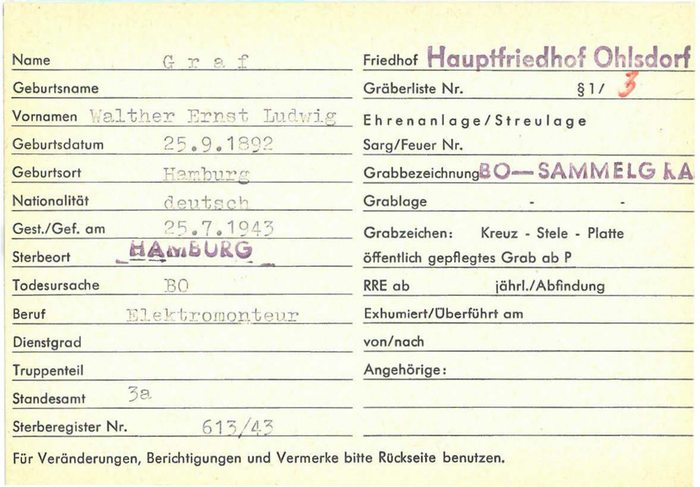 Name G r a f
Geburtsname
Vornamen Walther Ernst Ludwig
Geburtsdatum 25.9.1892
Geburtsort Hamburg
Nationalität deutsch
Gest./Gef. am 25.7.1943
Sterbeort HAMBURG
Todesursache BO
Beruf Elektromonteur
Dienstgrad
Truppenteil
Standesamt 3a
Sterberegister Nr. 613/43
Friedhof Hauptfriedhof Ohlsdorf
Gräberliste Nr. §1/ 3
Ehrenanlage/Streulage
Sarg/Feuer Nr.
Grabbezeichnung BO—SAMMELGRA
Grablage - -
Grabzeichen: Kreuz - Stele - Platte
öffentlich gepflegtes Grab ab P
RRE ab jährl./Abfindung
Exhumiert/Überführt am
von/nach
Angehörige:
Für Veränderungen, Berichtigungen und Vermerke bitte Rückseite benutzen.